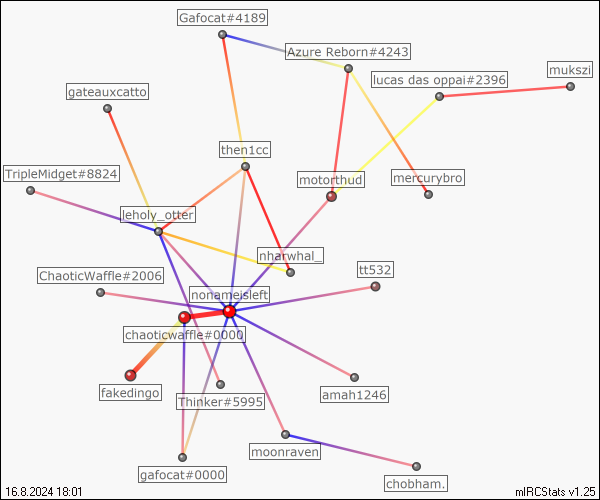 Gafocat#4189
Azure Reborn#4243
mukszi
lucas das oppai#2396
gateauxcatto
then1cc
TripleMidget#8824
motorthud
mercurybro
leholy_otter
nharwhal_
tt532
ChaoticWaffle#2006
nonameisleft
chaoticwaffle#0000
fakedingo
Thinker#5995
amah1246
moonraven
gafocat#0000
chobham.
16.8.2024 18:01
mIRCStats v1.25